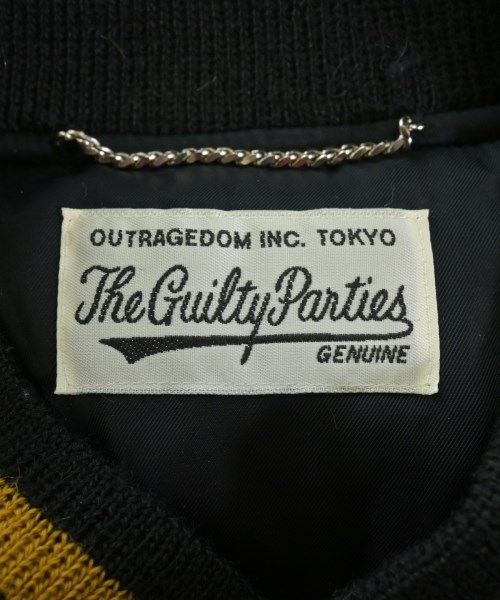 OUTRAGEDOM INC. TOKYO
The Guilty Parties
GENUINE